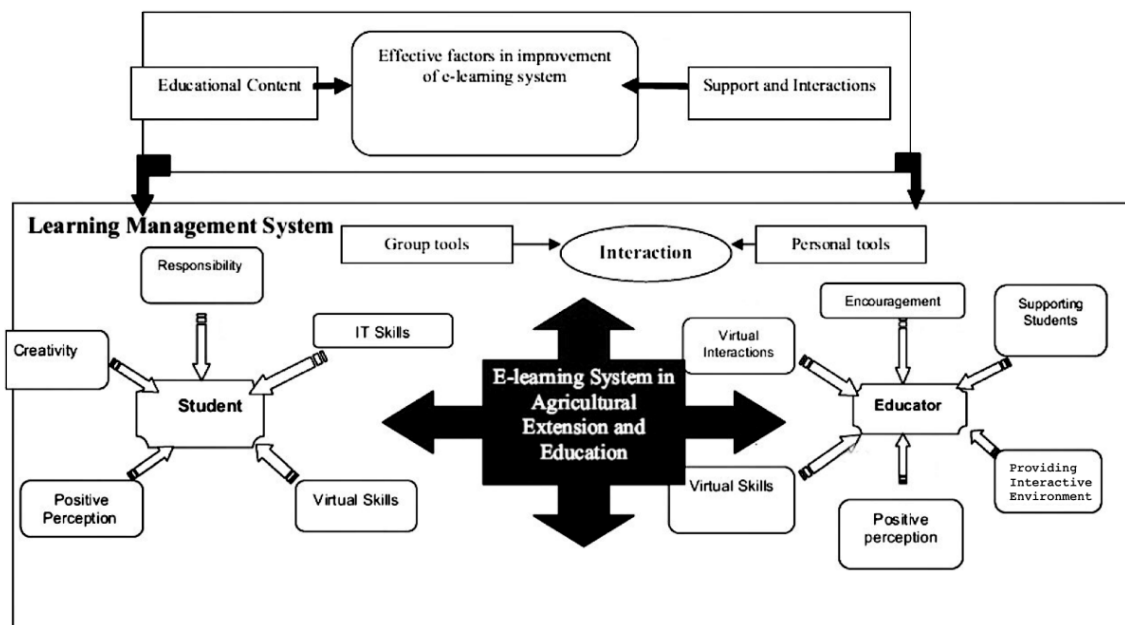 Effective factors in improvement
of e-learning system
Educational Content
Support and Interactions
Learning Management System
Group tools
Interaction
Personal tools
Responsibility
Encouragement
Supporting
Students
Creativity
IT Skills
Virtual
Interactions
Student
E-learning System in
Agricultural
Extension and
Education
Educator
Positive
Perception
Virtual Skills
Virtual Skills
Positive
perception
Providing
Interactive
Environment